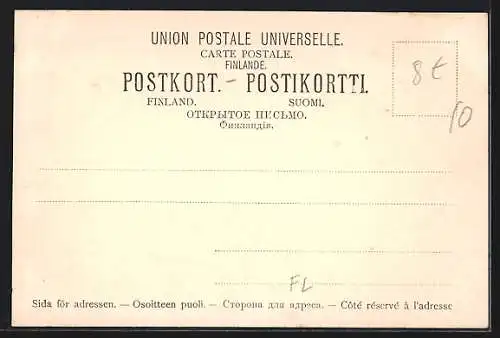 UNION POSTALE UNIVERSELLE.
CARTE POSTALE.
FINLANDE.
POSTKORT. – POSTIKORTTI.
FINLAND. SUOMI.
ОТКРЫТОЕ ПИСЬМО.
Финляндія.
8€
10
FL
Sida för adressen. — Osoitteen puoli. — Сторона для адреса. — Côté réservé à l'adresse